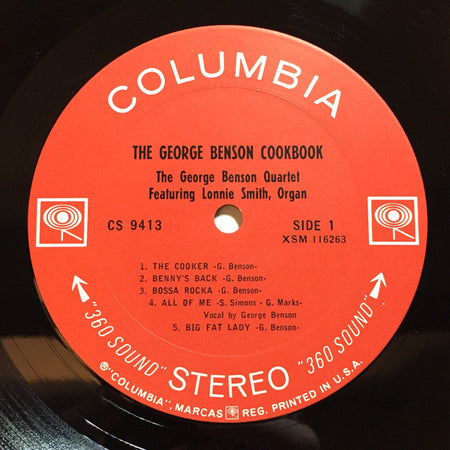 COLUMBIA
THE GEORGE BENSON COOKBOOK
The George Benson Quartet
Featuring Lonnie Smith, Organ
CS 9413
SIDE 1
XSM 116263
1. THE COOKER -G. Benson-
2. BENNY'S BACK -G. Benson-
3. BOSSA ROCKA -G. Benson-
4. ALL OF ME -S. Simons - G. Marks-
Vocal by George Benson
5. BIG FAT LADY -G. Benson-
"360 SOUND" STEREO "360 SOUND"
Ⓡ"COLUMBIA", MARCAS REG. PRINTED IN U.S.A.